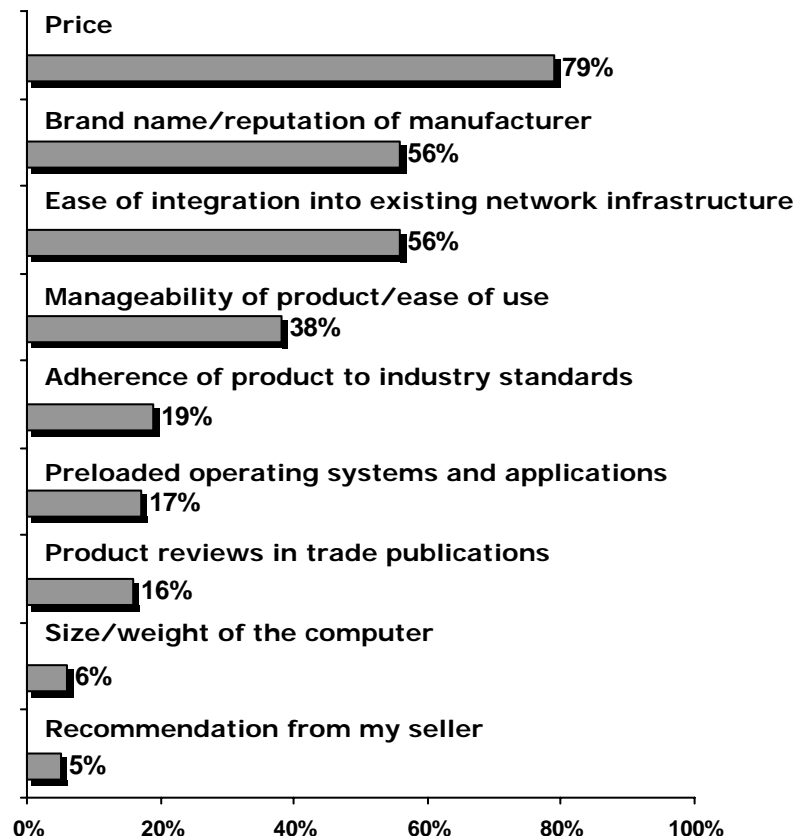 Price
79%
Brand name/reputation of manufacturer
56%
Ease of integration into existing network infrastructure
56%
Manageability of product/ease of use
38%
Adherence of product to industry standards
19%
Preloaded operating systems and applications
17%
Product reviews in trade publications
16%
Size/weight of the computer
6%
Recommendation from my seller
5%
0% 20% 40% 60% 80% 100%